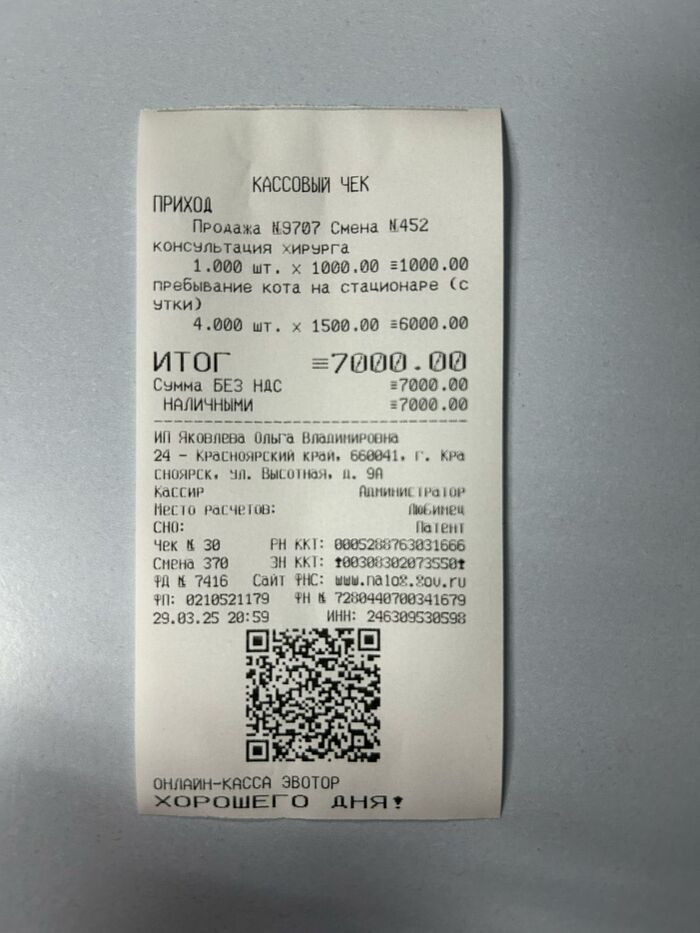 КАССОВЫЙ ЧЕК
ПРИХОД
Продажа №9707 Смена №452
консультация хирурга
1.000 шт. x 1000.00 ≡1000.00
пребывание кота на стационаре (с
утки)
4.000 шт. x 1500.00 ≡6000.00
ИТОГ ≡7000.00
Сумма БЕЗ НДС ≡7000.00
НАЛИЧНЫМИ ≡7000.00
ИП Яковлева Ольга Владимировна
24 - Красноярский край, 660041, г. Кра
сноярск, ул. Высотная, д. 9А
Кассир Администратор
Место расчетов: Любимец
СНО: Патент
Чек № 30 РН ККТ: 0005288763031666
Смена 370 ЗН ККТ: 00308302073550
ФД № 7416 Сайт ФНС: www.nalog.gov.ru
ФП: 0210521179 ФН № 7280440700341679
29.03.25 20:59 ИНН: 246309530598
ОНЛАЙН-КАССА ЭВОТОР
ХОРОШЕГО ДНЯ!